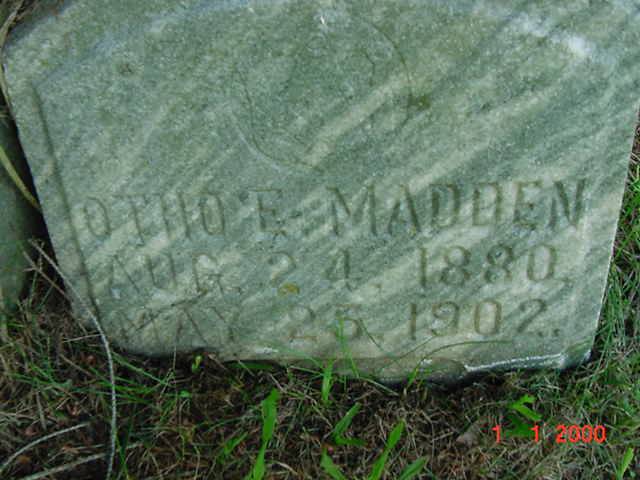 OTHO E. MADDEN
AUG. 24, 1880.
MAY 25, 1902.
1 1 2000